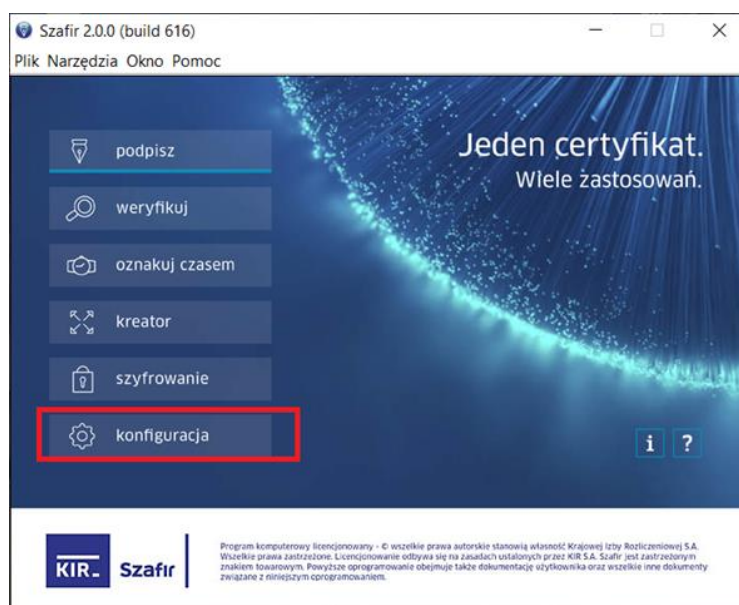 Szafir 2.0.0 (build 616)
Plik Narzędzia Okno Pomoc
podpisz
weryfikuj
oznakuj czasem
kreator
szyfrowanie
konfiguracja
Jeden certyfikat.
Wiele zastosowań.
i ?
KIR Szafir
Program komputerowy licencjonowany - © wszelkie prawa autorskie stanowią własność Krajowej Izby Rozliczeniowej S.A.
Wszelkie prawa zastrzeżone. Licencjonowanie odbywa się na zasadach ustalonych przez KIR S.A. Szafir jest zastrzeżonym
znakiem towarowym. Powyższe oprogramowanie obejmuje także dokumentację użytkownika oraz wszelkie inne dokumenty
związane z niniejszym oprogramowaniem.